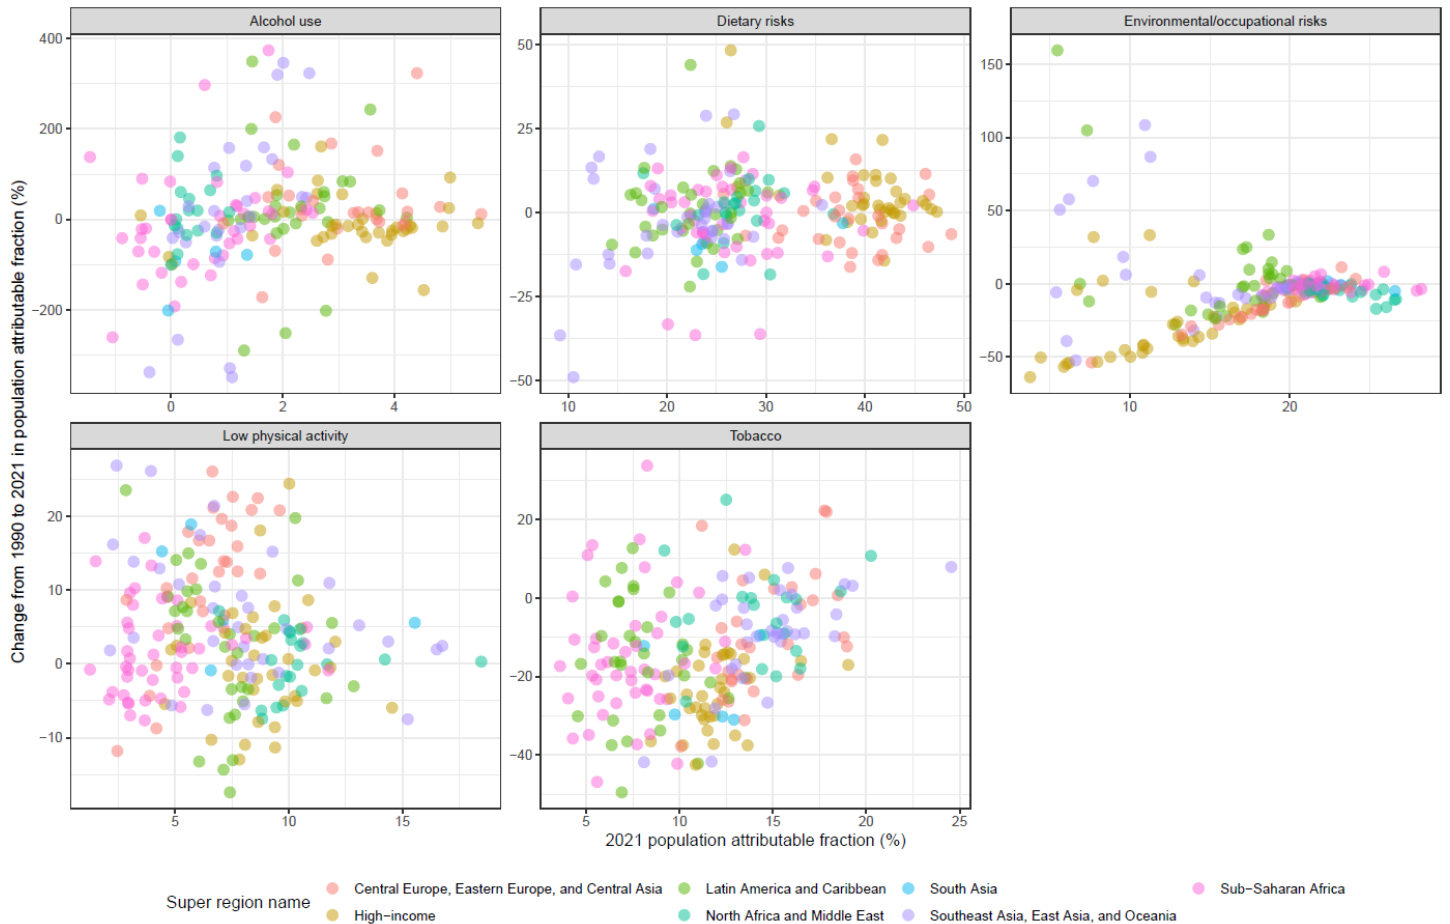 Alcohol use
Dietary risks
Environmental/occupational risks
400
200
0
−200
0
2
4
50
25
0
−25
−50
10
20
30
40
50
150
100
50
0
−50
10
20
Change from 1990 to 2021 in population attributable fraction (%)
Low physical activity
Tobacco
20
10
0
−10
5
10
15
20
0
−20
−40
5
10
15
20
25
2021 population attributable fraction (%)
Super region name
Central Europe, Eastern Europe, and Central Asia
High−income
Latin America and Caribbean
North Africa and Middle East
South Asia
Southeast Asia, East Asia, and Oceania
Sub−Saharan Africa